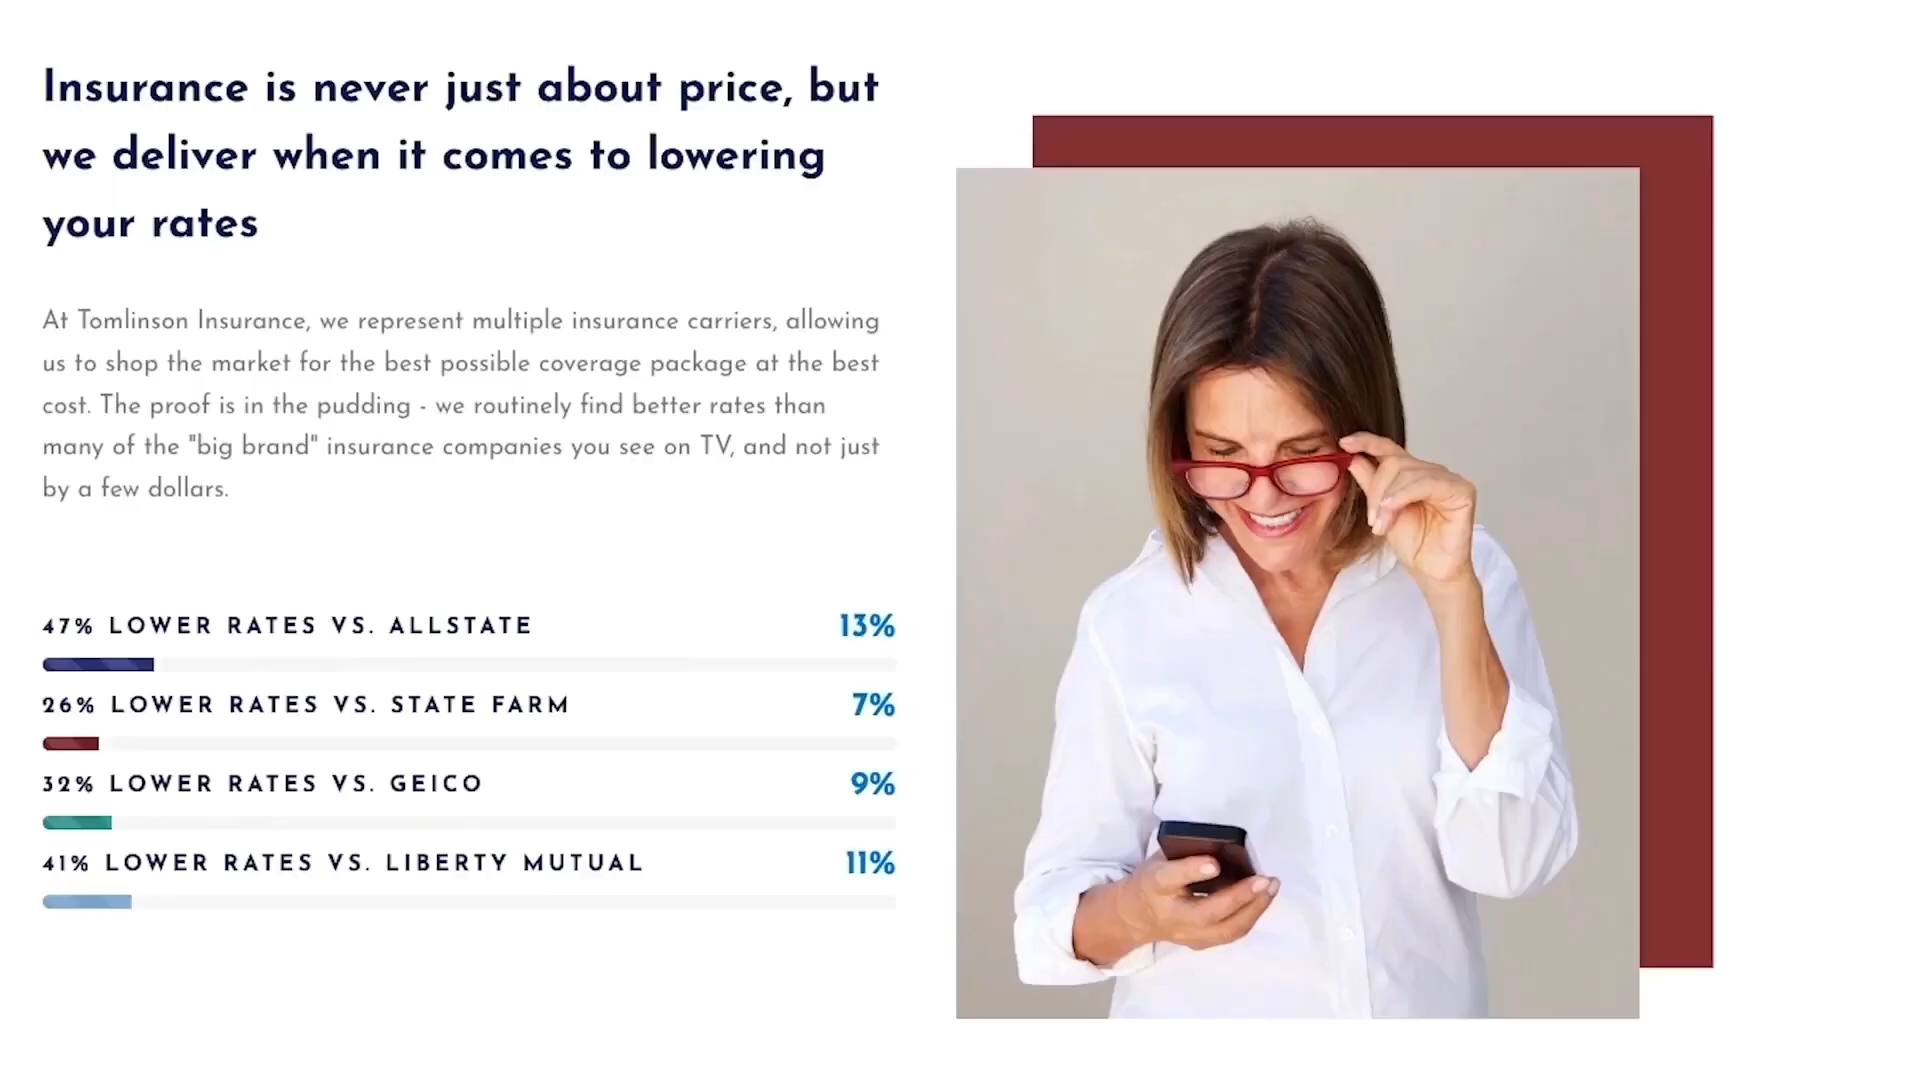 Insurance is never just about price, but
we deliver when it comes to lowering
your rates
At Tomlinson Insurance, we represent multiple insurance carriers, allowing
us to shop the market for the best possible coverage package at the best
cost. The proof is in the pudding - we routinely find better rates than
many of the "big brand" insurance companies you see on TV, and not just
by a few dollars.
47% LOWER RATES VS. ALLSTATE 13%
26% LOWER RATES VS. STATE FARM 7%
32% LOWER RATES VS. GEICO 9%
41% LOWER RATES VS. LIBERTY MUTUAL 11%